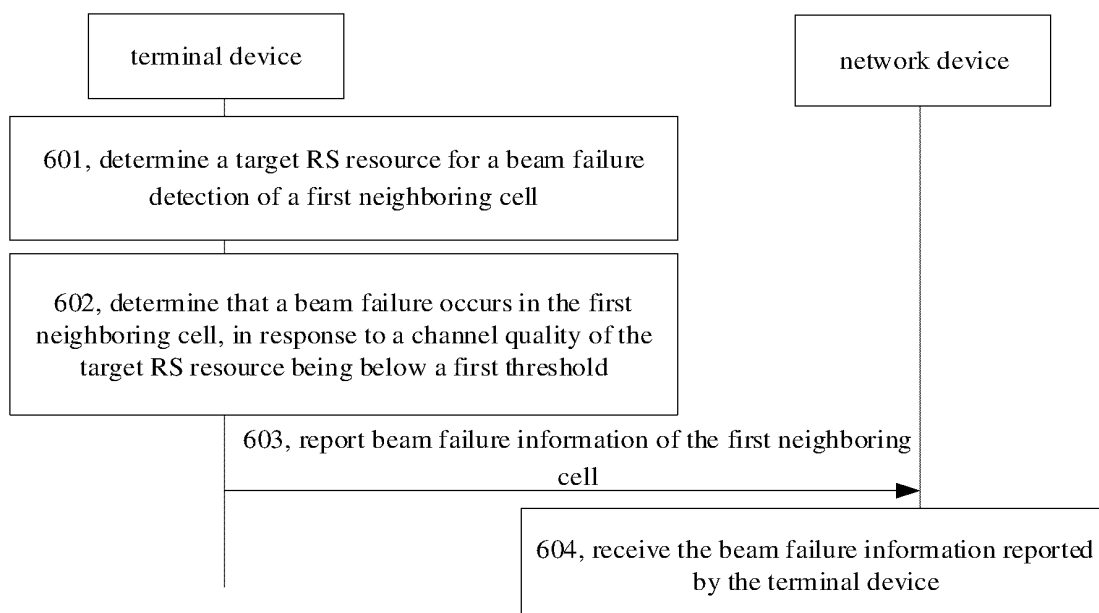 terminal device
network device
601, determine a target RS resource for a beam failure
detection of a first neighboring cell
602, determine that a beam failure occurs in the first
neighboring cell, in response to a channel quality of the
target RS resource being below a first threshold
603, report beam failure information of the first neighboring
cell
604, receive the beam failure information reported
by the terminal device